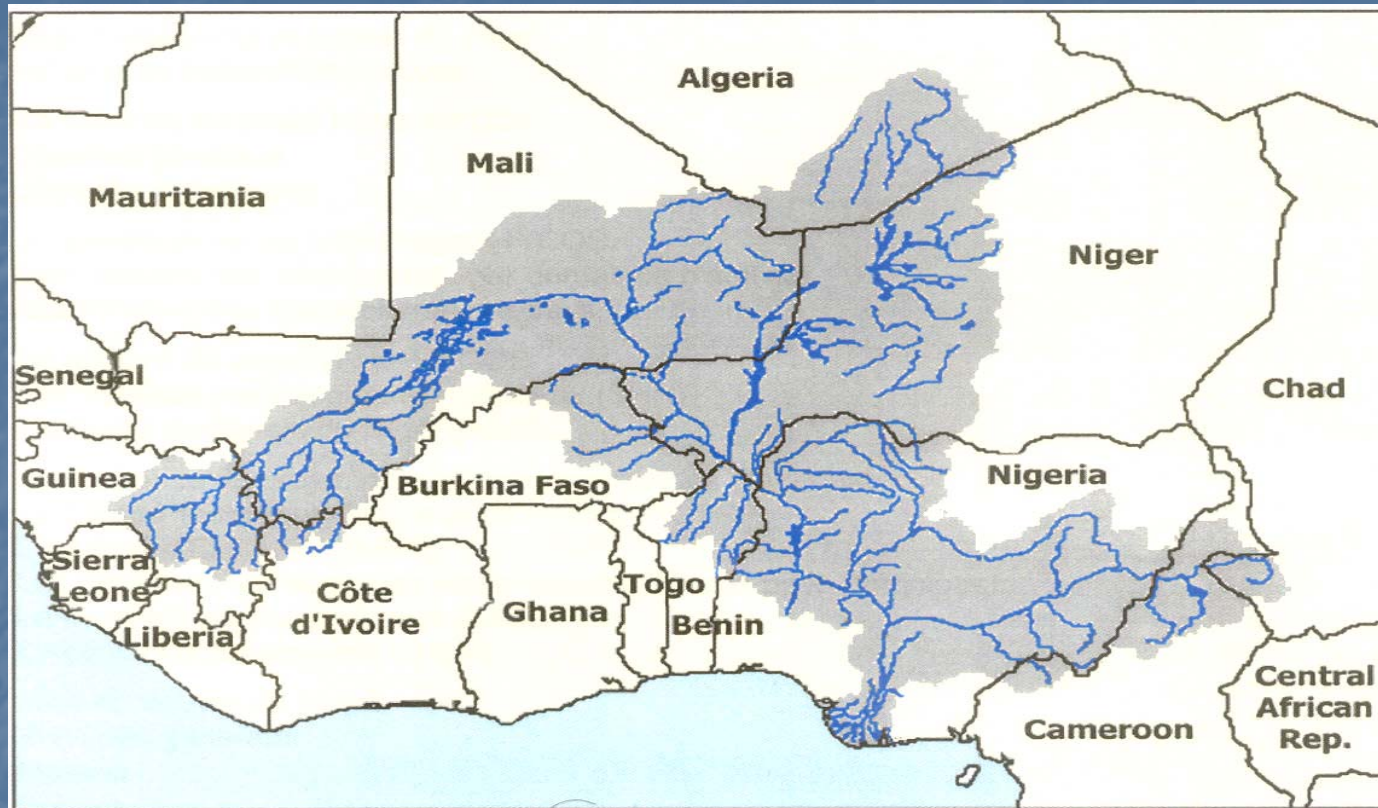 Algeria
Mali
Mauritania
Niger
Senegal
Chad
Guinea
Nigeria
Burkina Faso
Sierra
Leone
Côte
d'Ivoire
Ghana
Togo
Benin
Liberia
Central
African
Rep.
Cameroon